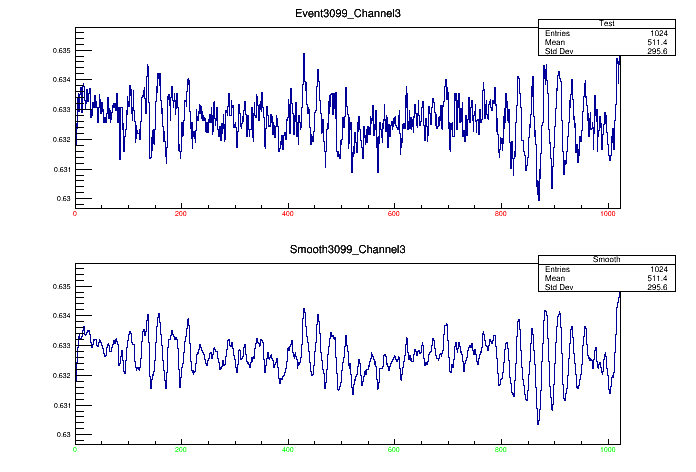 Event3099_Channel3
Test
Entries 1024
Mean 511.4
Std Dev 295.6
0.635
0.634
0.633
0.632
0.631
0.63
0 200 400 600 800 1000
Smooth3099_Channel3
Smooth
Entries 1024
Mean 511.4
Std Dev 295.6
0.635
0.634
0.633
0.632
0.631
0.63
0 200 400 600 800 1000